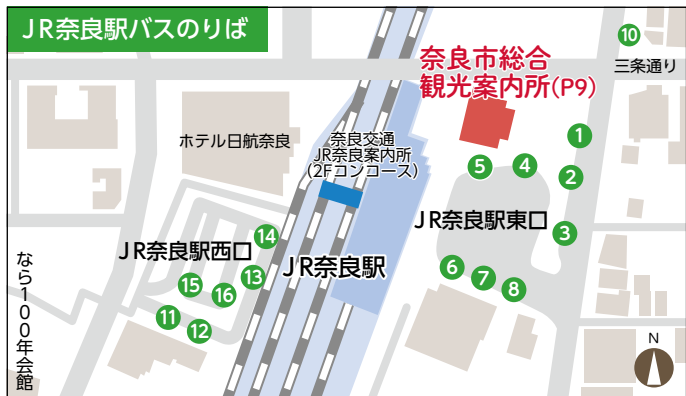 JR奈良駅バスのりば
奈良市総合
観光案内所(P9)
10
三条通り
ホテル日航奈良
奈良交通
JR奈良案内所
(2Fコンコース)
1
5
4
2
JR奈良駅東口
3
14
JR奈良駅西口
JR奈良駅
13
15
16
6
7
8
11
12
なら100年会館
N